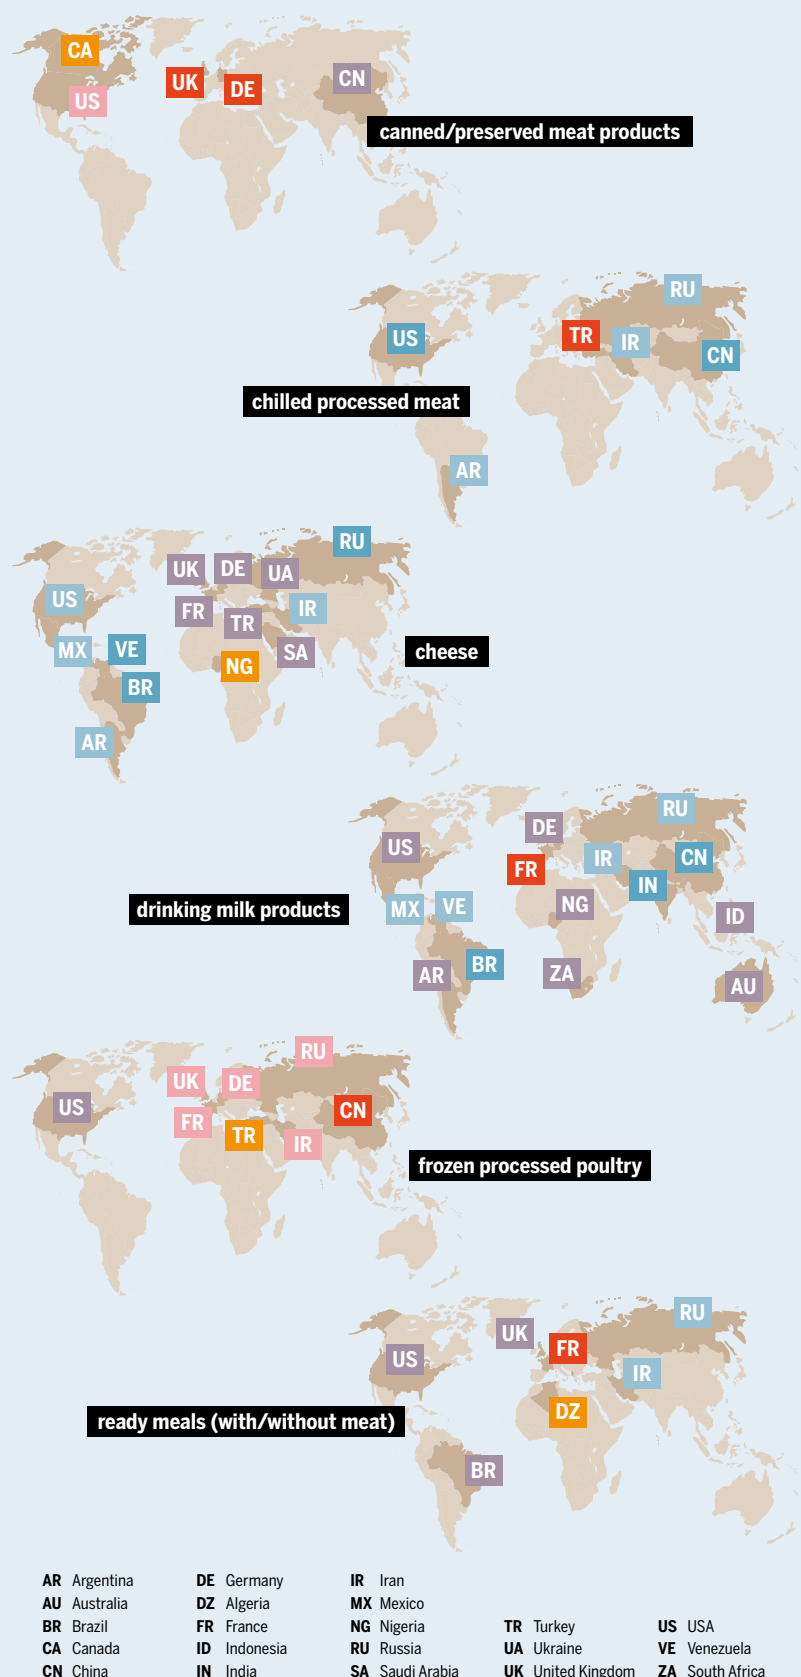 CA
UK
DE
CN
US
canned/preserved meat products
RU
US
TR
IR
CN
chilled processed meat
AR
RU
UK
DE
UA
US
FR
IR
TR
MX
VE
SA
cheese
NG
BR
AR
RU
DE
US
IR
CN
FR
IN
MX
VE
NG
drinking milk products
ID
BR
AR
ZA
AU
RU
UK
DE
US
CN
FR
TR
IR
frozen processed poultry
RU
UK
FR
US
IR
DZ
ready meals (with/without meat)
BR
AR Argentina
AU Australia
BR Brazil
CA Canada
CN China
DE Germany
DZ Algeria
FR France
ID Indonesia
IN India
IR Iran
MX Mexico
NG Nigeria
RU Russia
SA Saudi Arabia
TR Turkey
UA Ukraine
UK United Kingdom
US USA
VE Venezuela
ZA South Africa